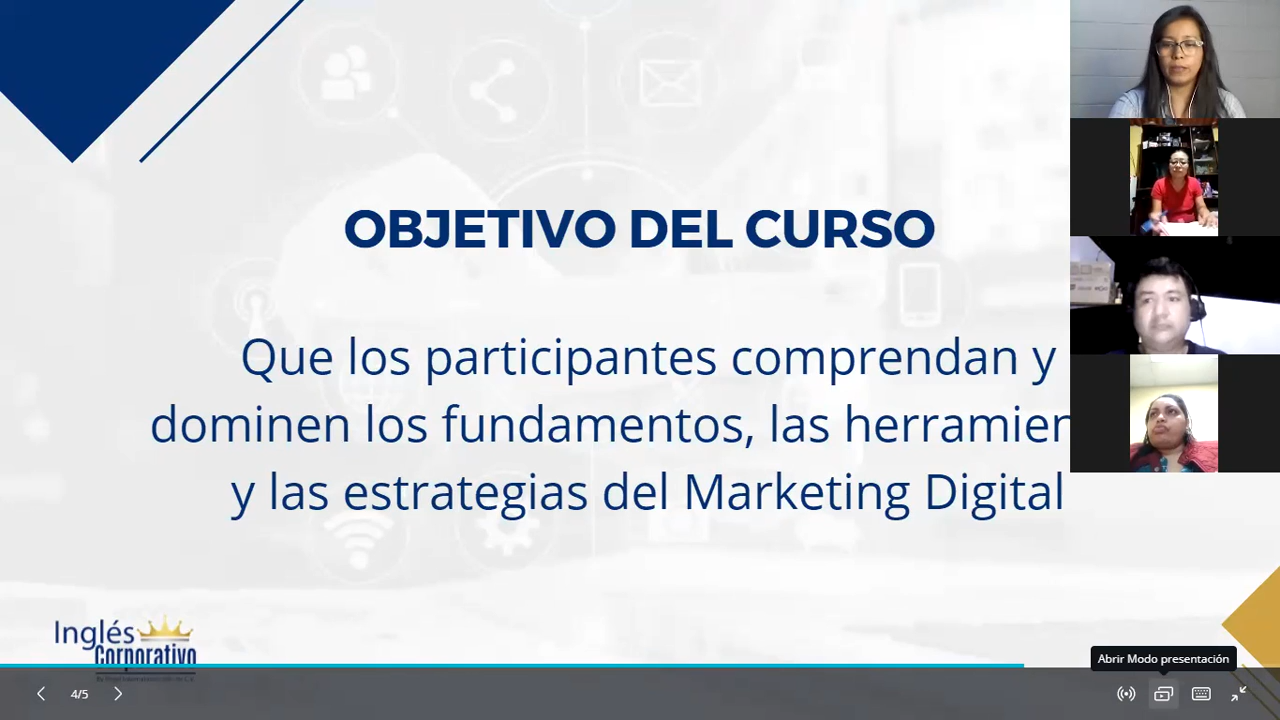 OBJETIVO DEL CURSO
Que los participantes comprendan y
dominen los fundamentos, las herramien
y las estrategias del Marketing Digital
Inglés
Corporativo
Abrir Modo presentación
4/5